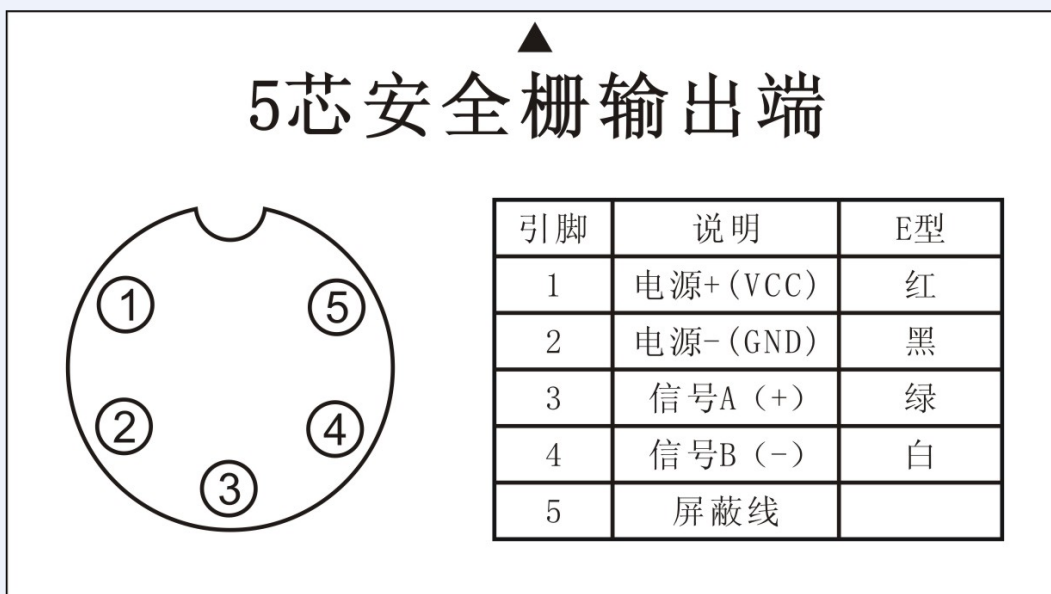 5芯安全栅输出端
1
5
2
4
3
引脚 说明 E型
1 电源+(VCC) 红
2 电源-(GND) 黑
3 信号A（+） 绿
4 信号B（-） 白
5 屏蔽线